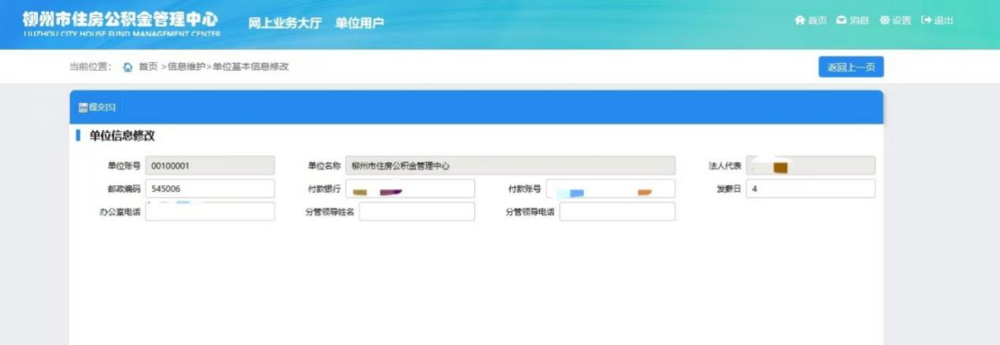 柳州市住房公积金管理中心 网上业务大厅 单位用户 首页 消息 设置 退出
LIUZHOU CITY HOUSE FUND MANAGEMENT CENTER
当前位置： 首页 >信息维护>单位基本信息修改 返回上一页
提交[S]
单位信息修改
单位账号 00100001 单位名称 柳州市住房公积金管理中心 法人代表
邮政编码 545006 付款银行 付款账号 发薪日 4
办公室电话 分管领导姓名 分管领导电话